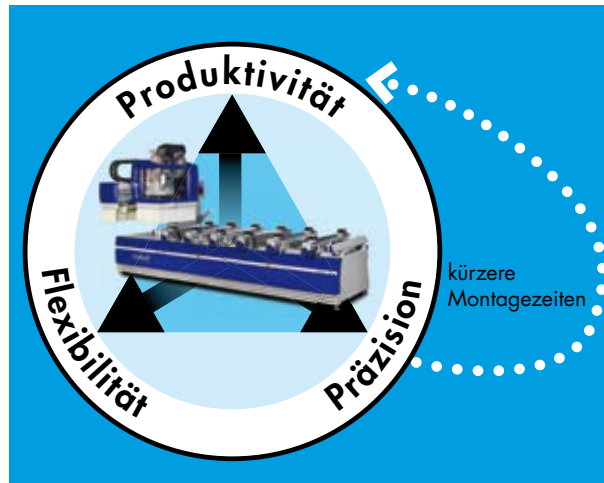 Produktivität
Flexibilität
Präzision
kürzere
Montagezeiten